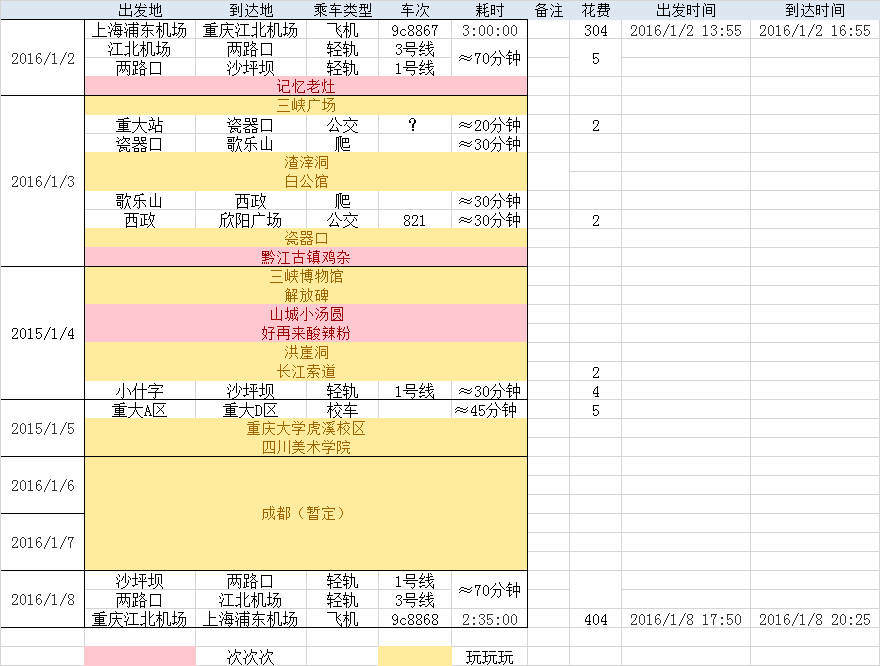 出发地 到达地 乘车类型 车次 耗时 备注 花费 出发时间 到达时间
2016/1/2 上海浦东机场 重庆江北机场 飞机 9c8867 3:00:00 304 2016/1/2 13:55 2016/1/2 16:55
江北机场 两路口 轻轨 3号线 ≈70分钟 5
两路口 沙坪坝 轻轨 1号线
记忆老灶
2016/1/3 三峡广场
重大站 瓷器口 公交 ? ≈20分钟 2
瓷器口 歌乐山 爬 ≈30分钟
渣滓洞
白公馆
歌乐山 西政 爬 ≈30分钟
西政 欣阳广场 公交 821 ≈30分钟 2
瓷器口
黔江古镇鸡杂
2015/1/4 三峡博物馆
解放碑
山城小汤圆
好再来酸辣粉
洪崖洞
长江索道 2
小什字 沙坪坝 轻轨 1号线 ≈30分钟 4
2015/1/5 重大A区 重大D区 校车 ≈45分钟 5
重庆大学虎溪校区
四川美术学院
2016/1/6
成都（暂定）
2016/1/7
2016/1/8 沙坪坝 两路口 轻轨 1号线 ≈70分钟
两路口 江北机场 轻轨 3号线
重庆江北机场 上海浦东机场 飞机 9c8868 2:35:00 404 2016/1/8 17:50 2016/1/8 20:25
次次次 玩玩玩